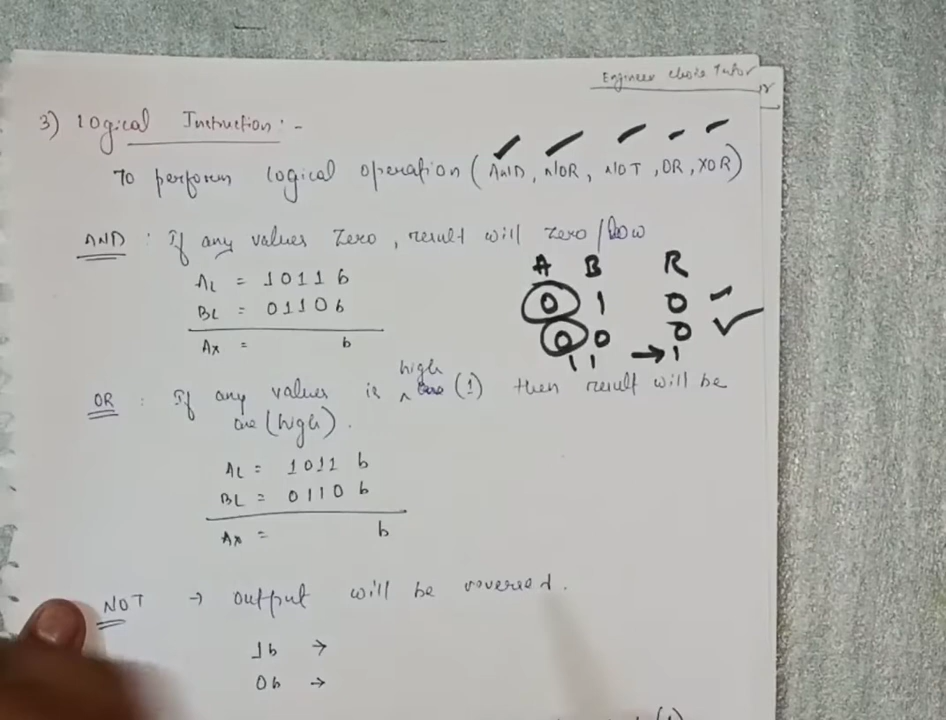 Engineer choice Tutor
3) Logical Instruction :-
To perform logical operation (AND, NOR, NOT, OR, XOR)
AND : If any values Zero, result will zero/low
AL = 1011 b
BL = 0110 b
Ax = b
A B R
0 1 0
0 0 0
1 1 → 1
OR : If any values is high (1) then result will be
one (high).
AL = 1011 b
BL = 0110 b
Ax = b
NOT → output will be reversed.
1b →
0b →
(1)